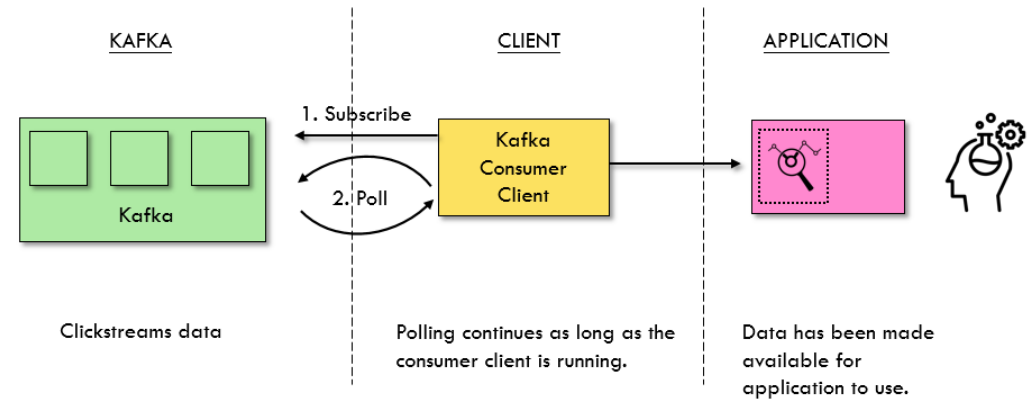 KAFKA
CLIENT
APPLICATION
1. Subscribe
Kafka
Consumer
Client
2. Poll
Kafka
Clickstreams data
Polling continues as long as the
consumer client is running.
Data has been made
available for
application to use.